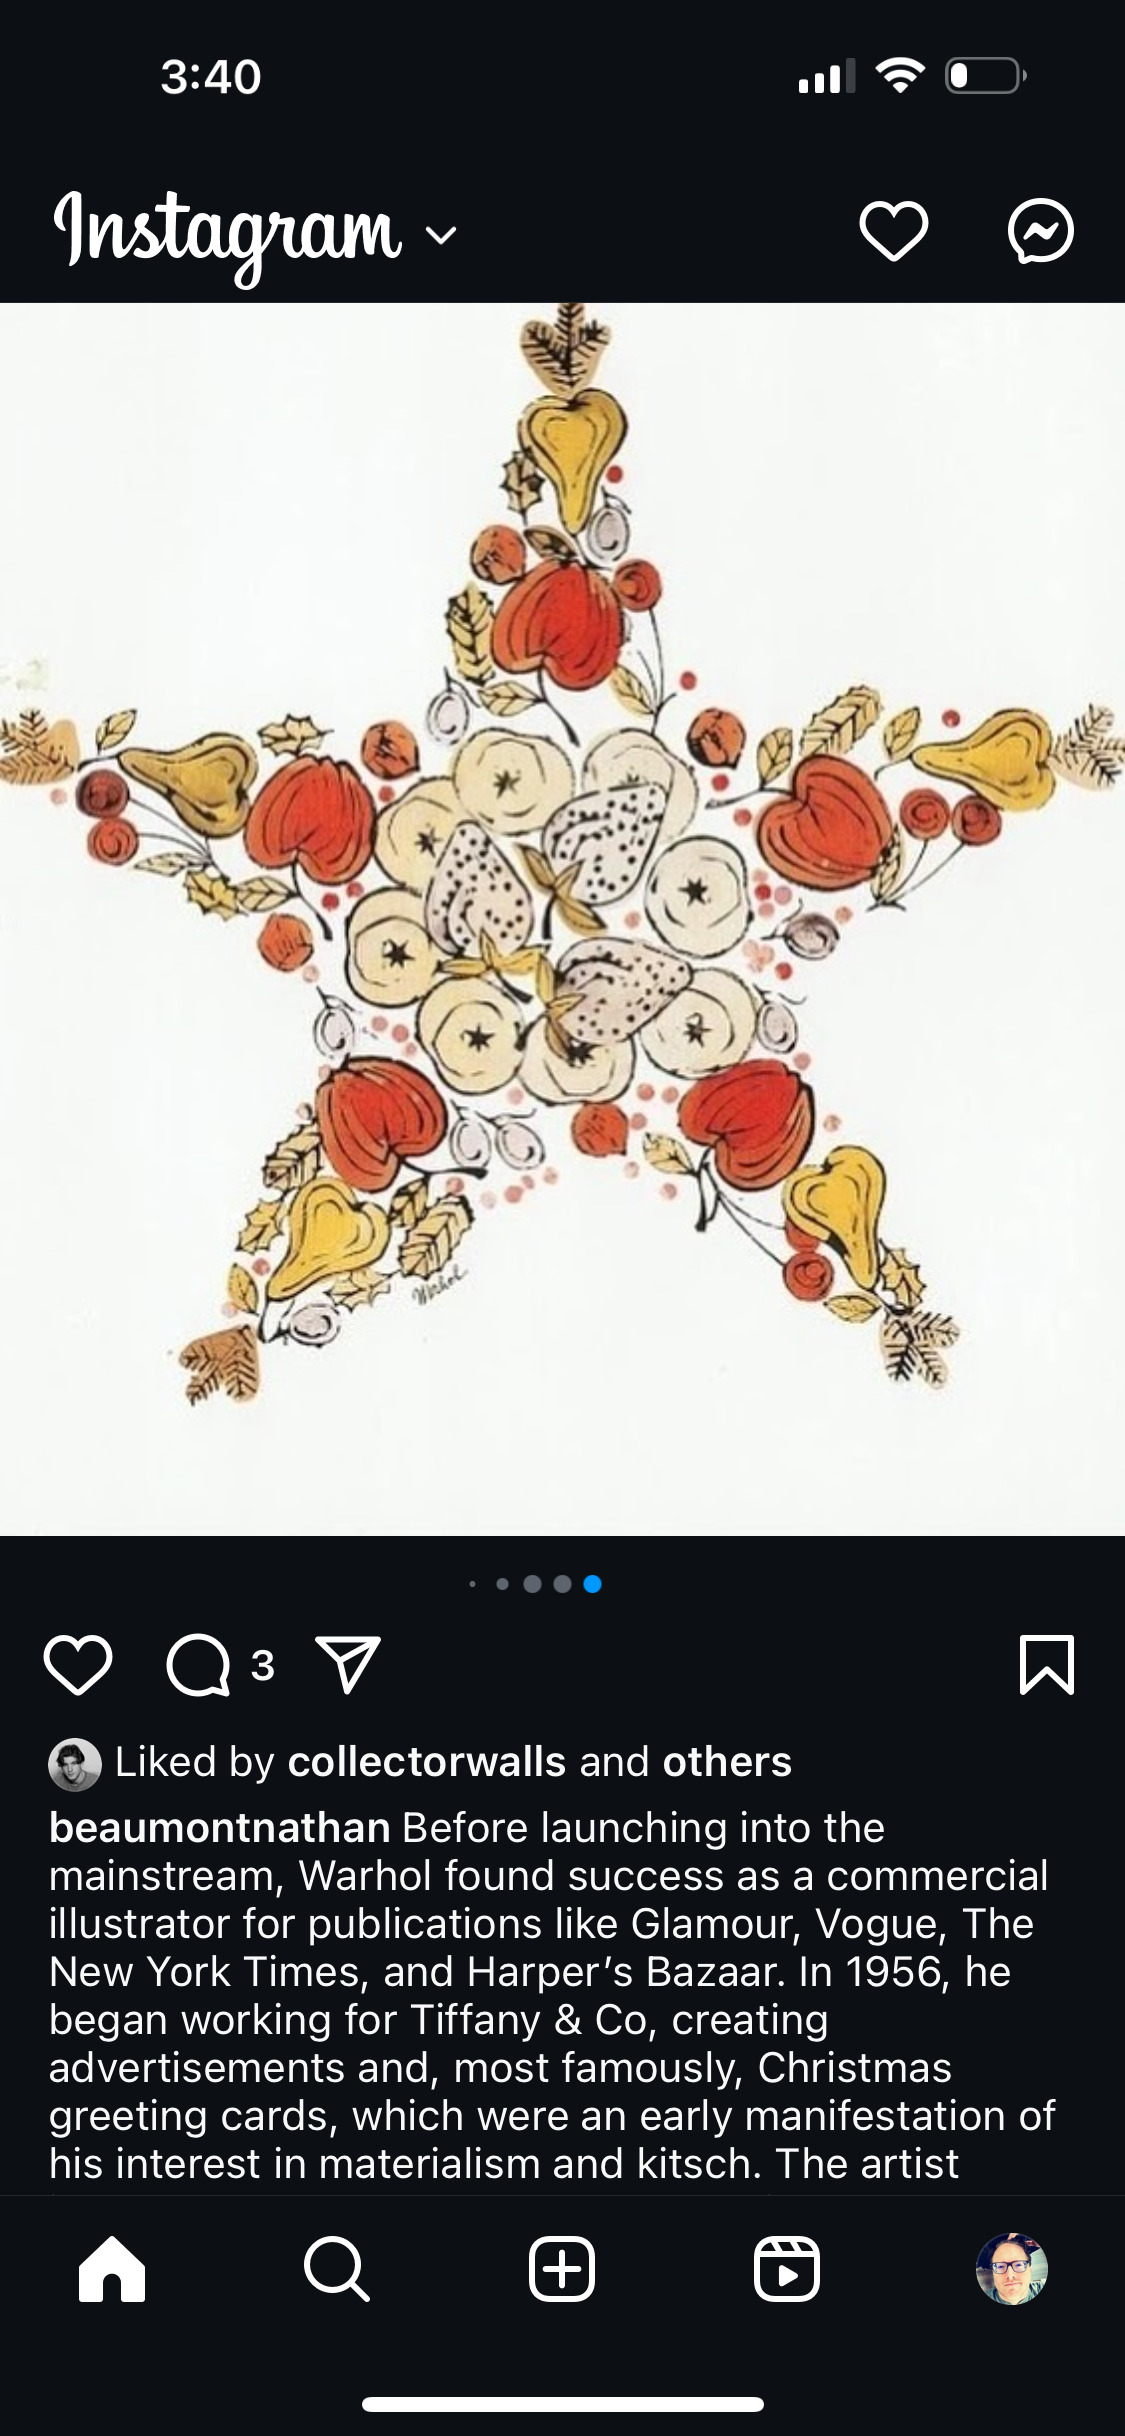 3:40
Instagram
Warhol
3
Liked by collectorwalls and others
beaumontnathan Before launching into the
mainstream, Warhol found success as a commercial
illustrator for publications like Glamour, Vogue, The
New York Times, and Harper’s Bazaar. In 1956, he
began working for Tiffany & Co, creating
advertisements and, most famously, Christmas
greeting cards, which were an early manifestation of
his interest in materialism and kitsch. The artist